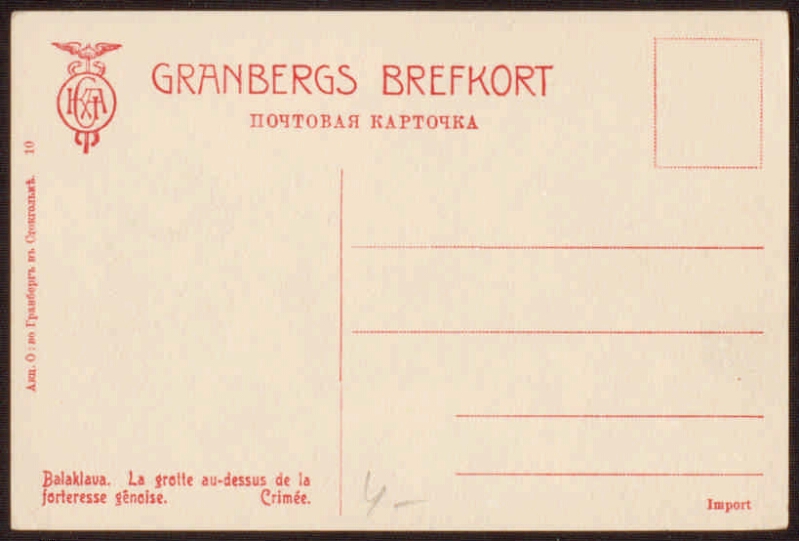 GRANBERGS BREFKORT
ПОЧТОВАЯ КАРТОЧКА
Акц. О:во Гранбергъ въ Стокгольмѣ. 10
Balaklava. La grotte au-dessus de la
forteresse gênoise. Crimée.
4-
Import